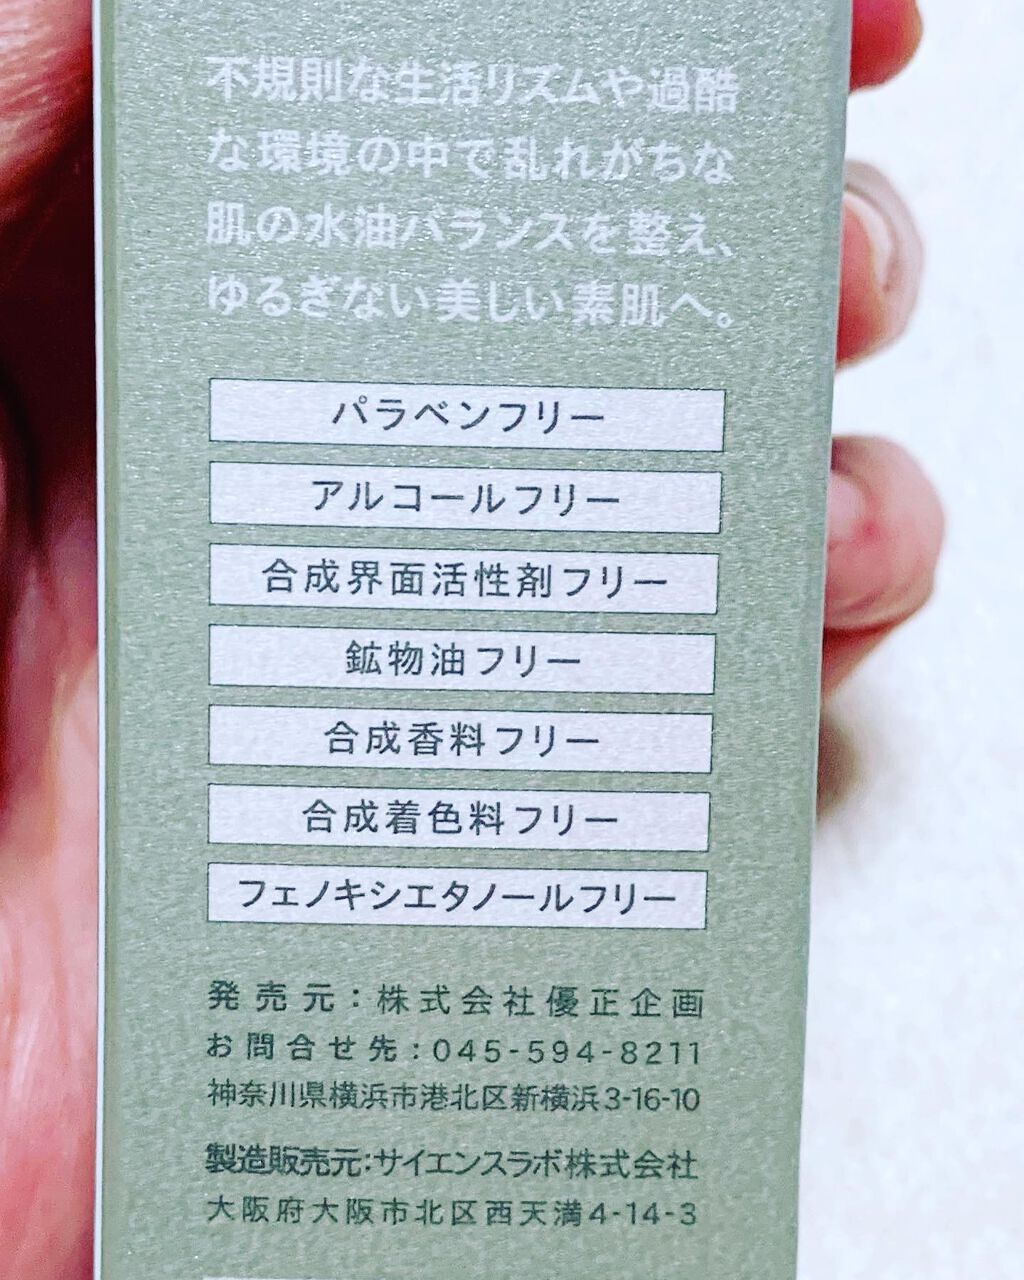 不規則な生活リズムや過酷
な環境の中で乱れがちな
肌の水油バランスを整え、
ゆるぎない美しい素肌へ。
パラベンフリー
アルコールフリー
合成界面活性剤フリー
鉱物油フリー
合成香料フリー
合成着色料フリー
フェノキシエタノールフリー
発売元：株式会社優正企画
お問合せ先：045-594-8211
神奈川県横浜市港北区新横浜3-16-10
製造販売元：サイエンスラボ株式会社
大阪府大阪市北区西天満4-14-3